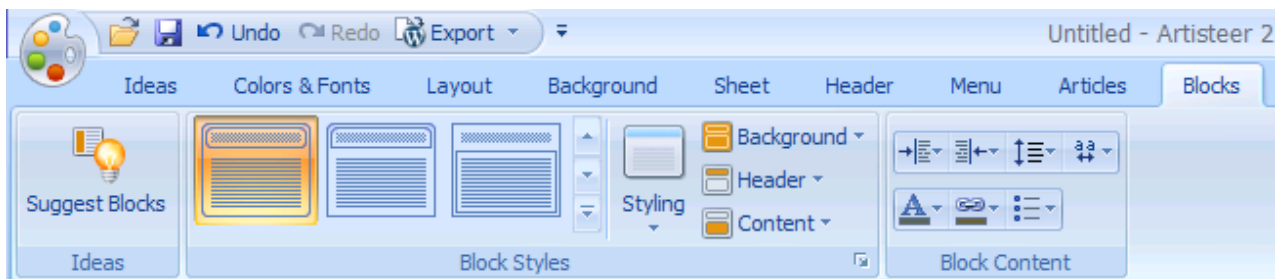 Undo Redo Export Untitled - Artisteer 2
Ideas Colors & Fonts Layout Background Sheet Header Menu Articles Blocks
Background
Header
Suggest Blocks Styling Content
Ideas Block Styles Block Content